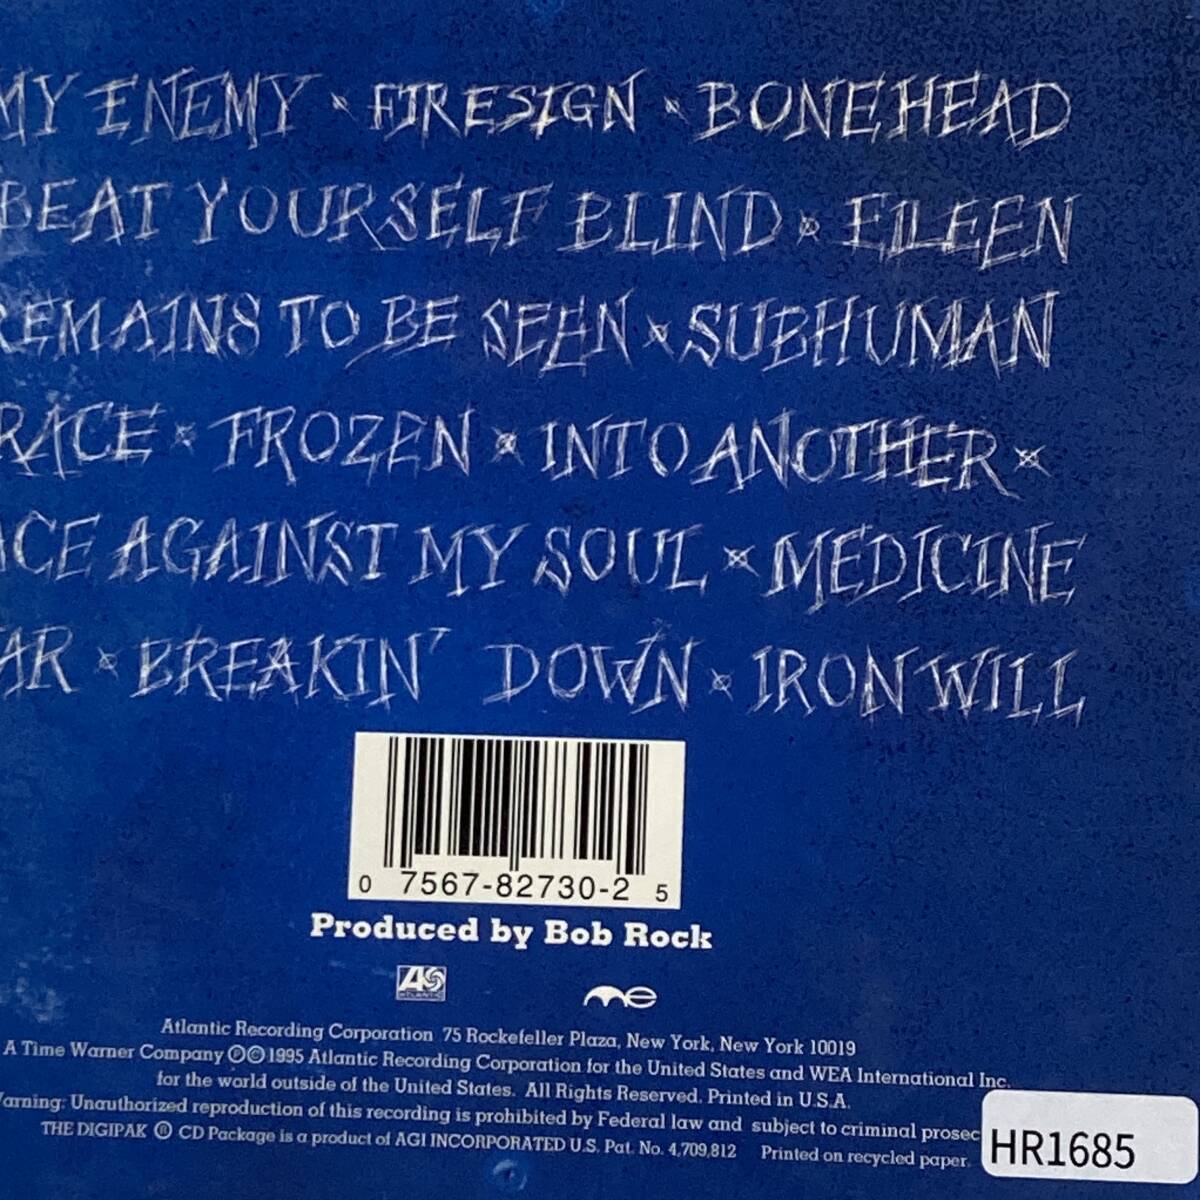 MY ENEMY × FIRESIGN × BONEHEAD
BEAT YOURSELF BLIND × EILEEN
REMAINS TO BE SEEN × SUBHUMAN
RACE × FROZEN × INTO ANOTHER ×
ACE AGAINST MY SOUL × MEDICINE
AR × BREAKIN' DOWN × IRON WILL
0 7567-82730-2 5
Produced by Bob Rock
ATLANTIC
Atlantic Recording Corporation 75 Rockefeller Plaza, New York, New York 10019
A Time Warner Company ℗©1995 Atlantic Recording Corporation for the United States and WEA International Inc.
for the world outside of the United States. All Rights Reserved. Printed in U.S.A.
Warning: Unauthorized reproduction of this recording is prohibited by Federal law and subject to criminal prosec
THE DIGIPAK ® CD Package is a product of AGI INCORPORATED U.S. Pat. No. 4,709,812 Printed on recycled paper.
HR1685